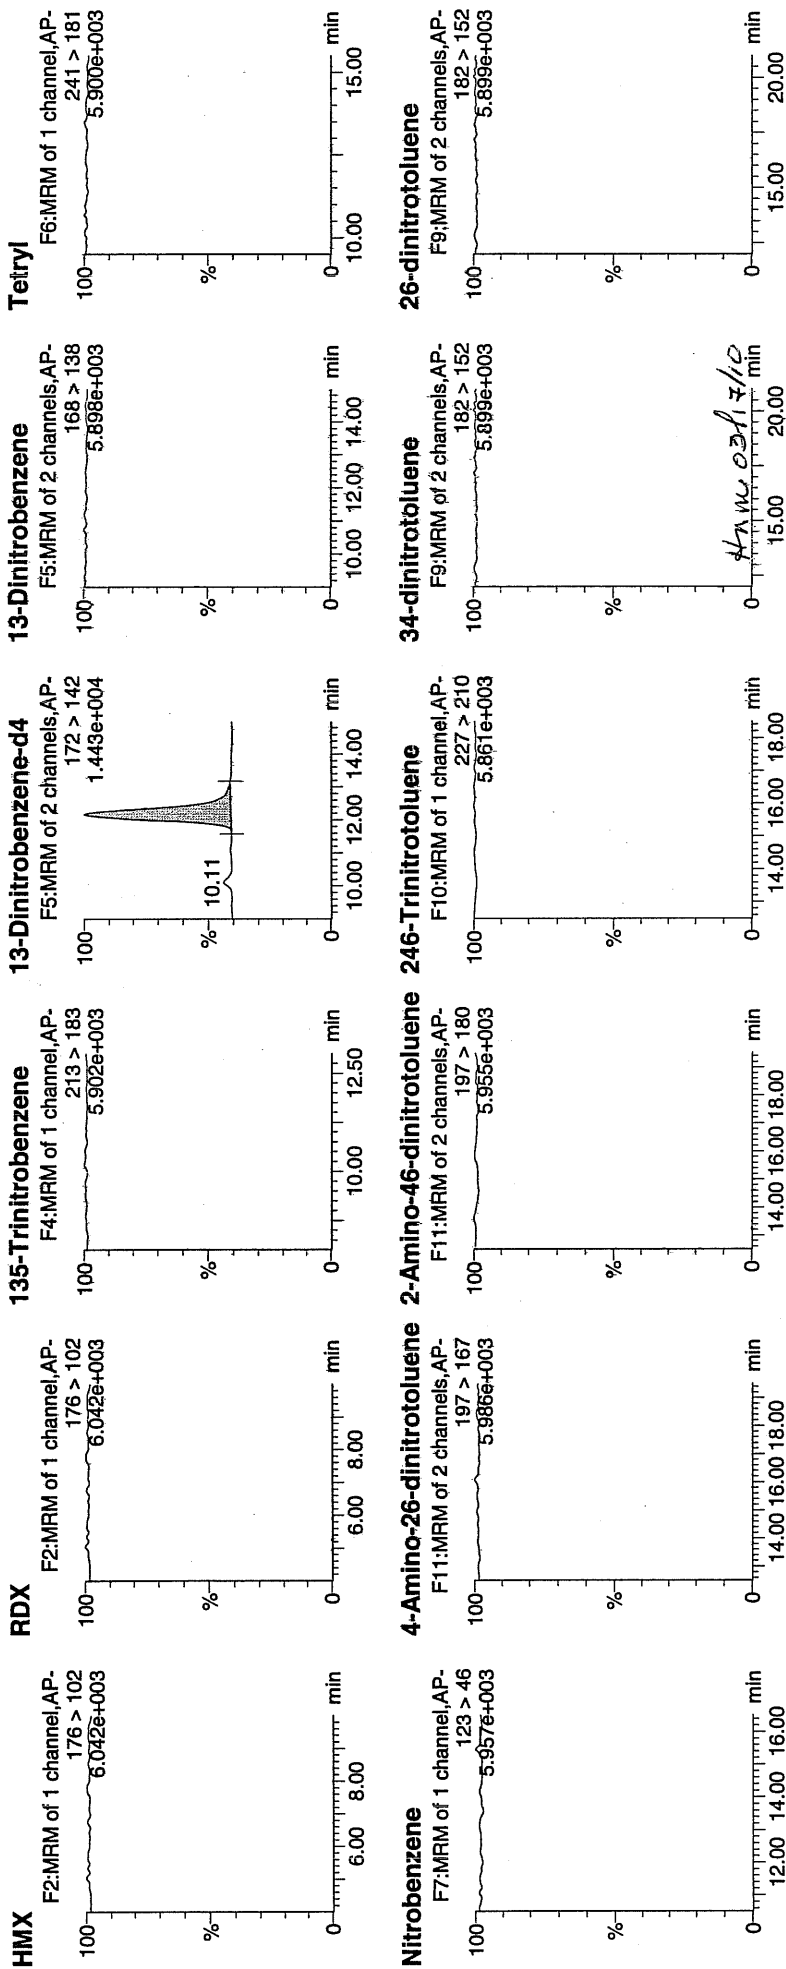 HMX
F2:MRM of 1 channel,AP-
176 > 102
6.042e+003
100
%
0
6.00
8.00
min
RDX
F2:MRM of 1 channel,AP-
176 > 102
6.042e+003
100
%
0
6.00
8.00
min
135-Trinitrobenzene
F4:MRM of 1 channel,AP-
213 > 183
5.902e+003
100
%
0
10.00
12.50
min
13-Dinitrobenzene-d4
F5:MRM of 2 channels,AP-
172 > 142
1.443e+004
100
%
10.11
0
10.00
12.00
14.00
min
13-Dinitrobenzene
F5:MRM of 2 channels,AP-
168 > 138
5.898e+003
100
%
0
10.00
12.00
14.00
min
Tetryl
F6:MRM of 1 channel,AP-
241 > 181
5.900e+003
100
%
0
10.00
15.00
min
Nitrobenzene
F7:MRM of 1 channel,AP-
123 > 46
5.957e+003
100
%
0
12.00
14.00
16.00
min
4-Amino-26-dinitrotoluene
F11:MRM of 2 channels,AP-
197 > 167
5.986e+003
100
%
0
14.00
16.00
18.00
min
2-Amino-46-dinitrotoluene
F11:MRM of 2 channels,AP-
197 > 180
5.955e+003
100
%
0
14.00
16.00
18.00
min
246-Trinitrotoluene
F10:MRM of 1 channel,AP-
227 > 210
5.861e+003
100
%
0
14.00
16.00
18.00
min
34-dinitrotoluene
F9:MRM of 2 channels,AP-
182 > 152
5.899e+003
100
%
03/17/10
0
15.00
20.00
min
26-dinitrotoluene
F9:MRM of 2 channels,AP-
182 > 152
5.899e+003
100
%
0
15.00
20.00
min